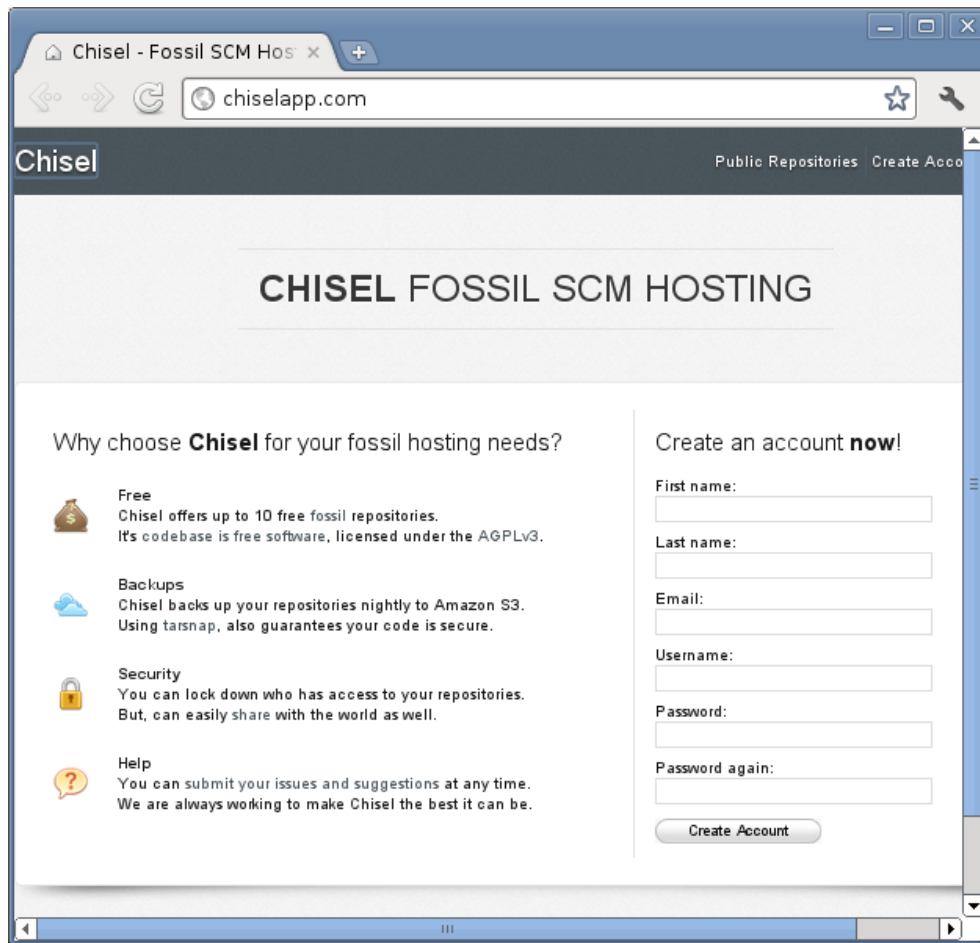 Chisel - Fossil SCM Hos
chiselapp.com
Chisel
Public Repositories Create Acco
CHISEL FOSSIL SCM HOSTING
Why choose Chisel for your fossil hosting needs?
Free
Chisel offers up to 10 free fossil repositories.
It's codebase is free software, licensed under the AGPLv3.
Backups
Chisel backs up your repositories nightly to Amazon S3.
Using tarsnap, also guarantees your code is secure.
Security
You can lock down who has access to your repositories.
But, can easily share with the world as well.
Help
You can submit your issues and suggestions at any time.
We are always working to make Chisel the best it can be.
Create an account now!
First name:
Last name:
Email:
Username:
Password:
Password again:
Create Account